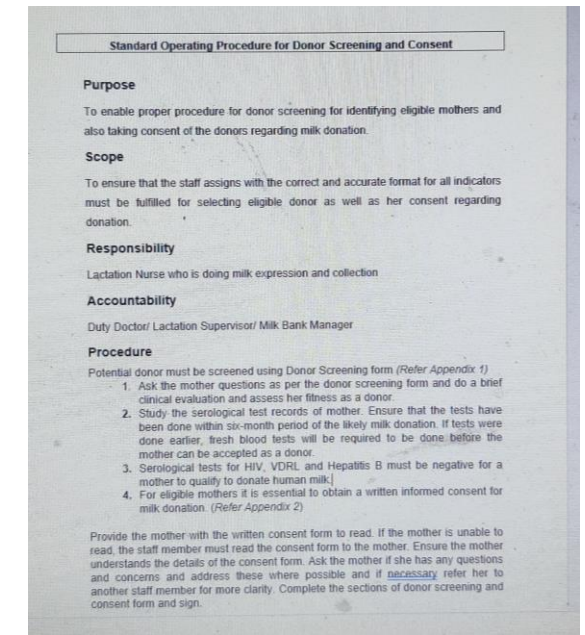 Standard Operating Procedure for Donor Screening and Consent
Purpose
To enable proper procedure for donor screening for identifying eligible mothers and
also taking consent of the donors regarding milk donation.
Scope
To ensure that the staff assigns with the correct and accurate format for all indicators
must be fulfilled for selecting eligible donor as well as her consent regarding
donation.
Responsibility
Lactation Nurse who is doing milk expression and collection
Accountability
Duty Doctor/ Lactation Supervisor/ Milk Bank Manager
Procedure
Potential donor must be screened using Donor Screening form (Refer Appendix 1)
1. Ask the mother questions as per the donor screening form and do a brief
clinical evaluation and assess her fitness as a donor.
2. Study the serological test records of mother. Ensure that the tests have
been done within six-month period of the likely milk donation. If tests were
done earlier, fresh blood tests will be required to be done before the
mother can be accepted as a donor.
3. Serological tests for HIV, VDRL and Hepatitis B must be negative for a
mother to qualify to donate human milk
4. For eligible mothers it is essential to obtain a written informed consent for
milk donation. (Refer Appendix 2)
Provide the mother with the written consent form to read. If the mother is unable to
read, the staff member must read the consent form to the mother. Ensure the mother
understands the details of the consent form. Ask the mother if she has any questions
and concerns and address these where possible and if necessary refer her to
another staff member for more clarity. Complete the sections of donor screening and
consent form and sign.